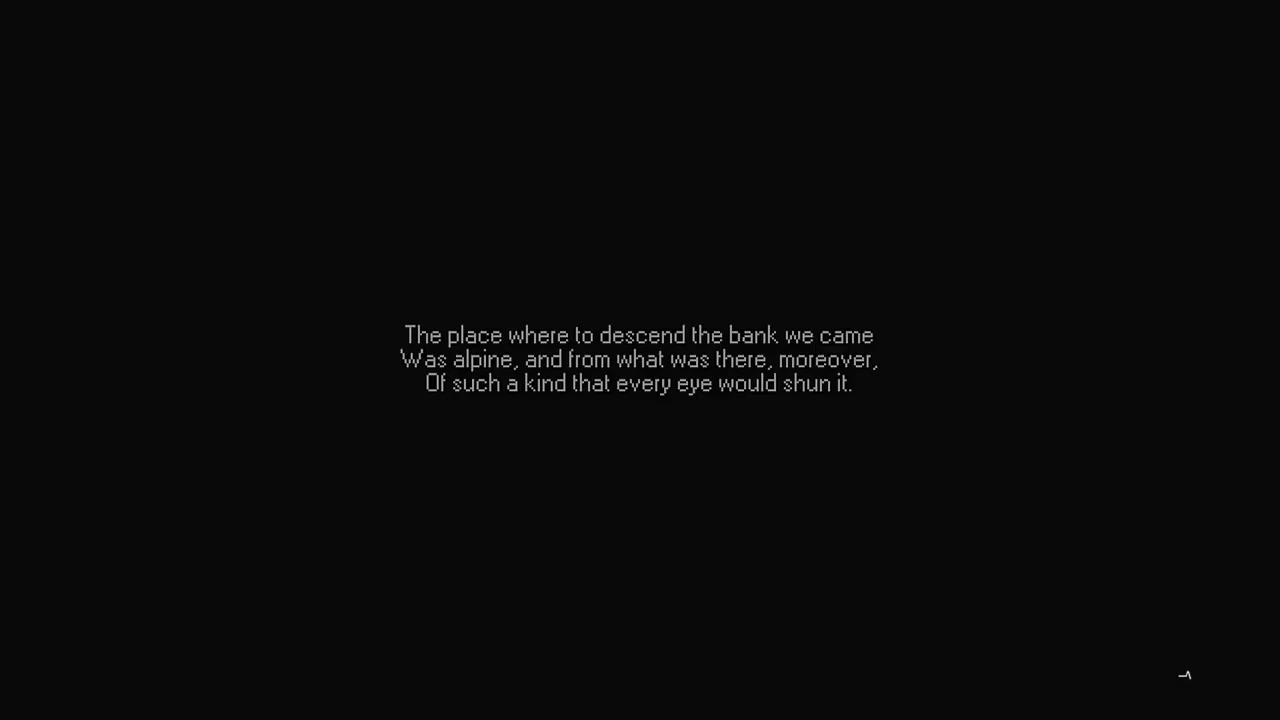 The place where to descend the bank we came
Was alpine, and from what was there, moreover,
Of such a kind that every eye would shun it.